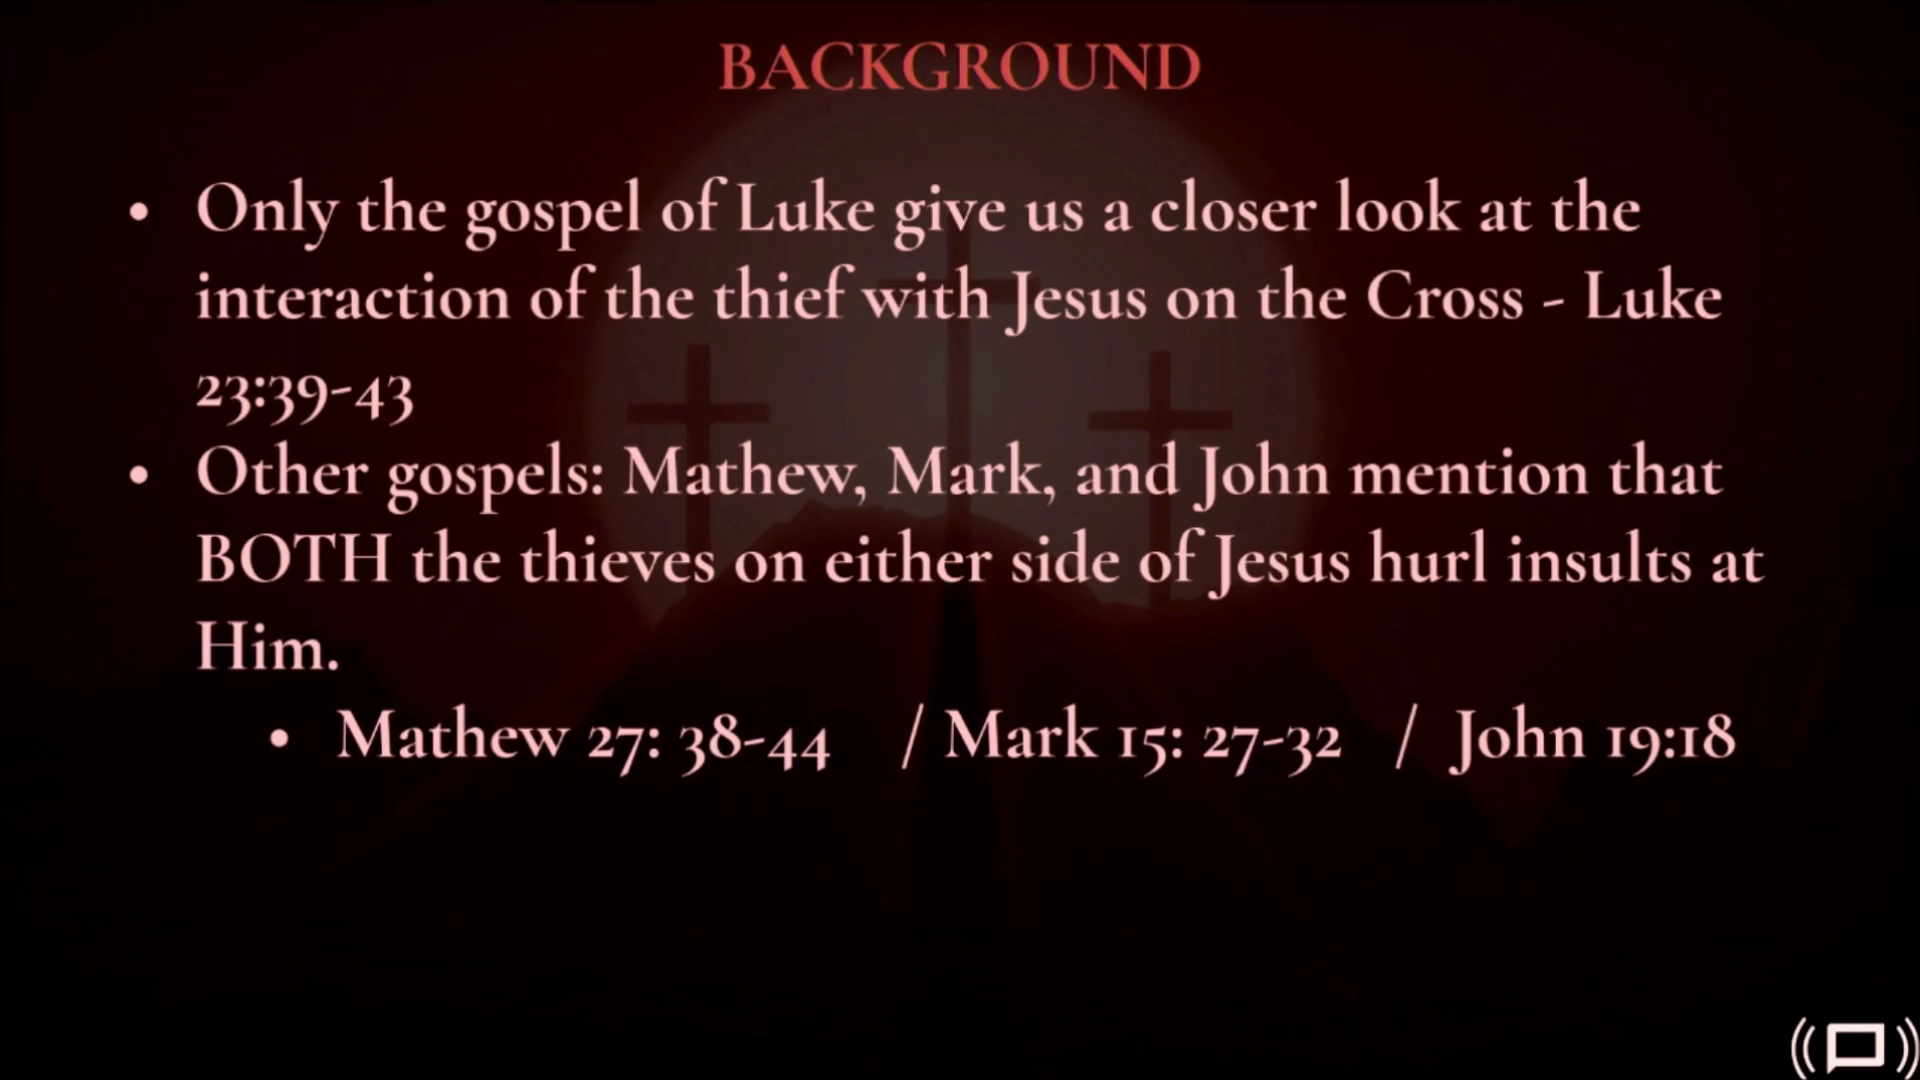 BACKGROUND
• Only the gospel of Luke give us a closer look at the
interaction of the thief with Jesus on the Cross - Luke
23:39-43
• Other gospels: Mathew, Mark, and John mention that
BOTH the thieves on either side of Jesus hurl insults at
Him.
• Mathew 27: 38-44 / Mark 15: 27-32 / John 19:18